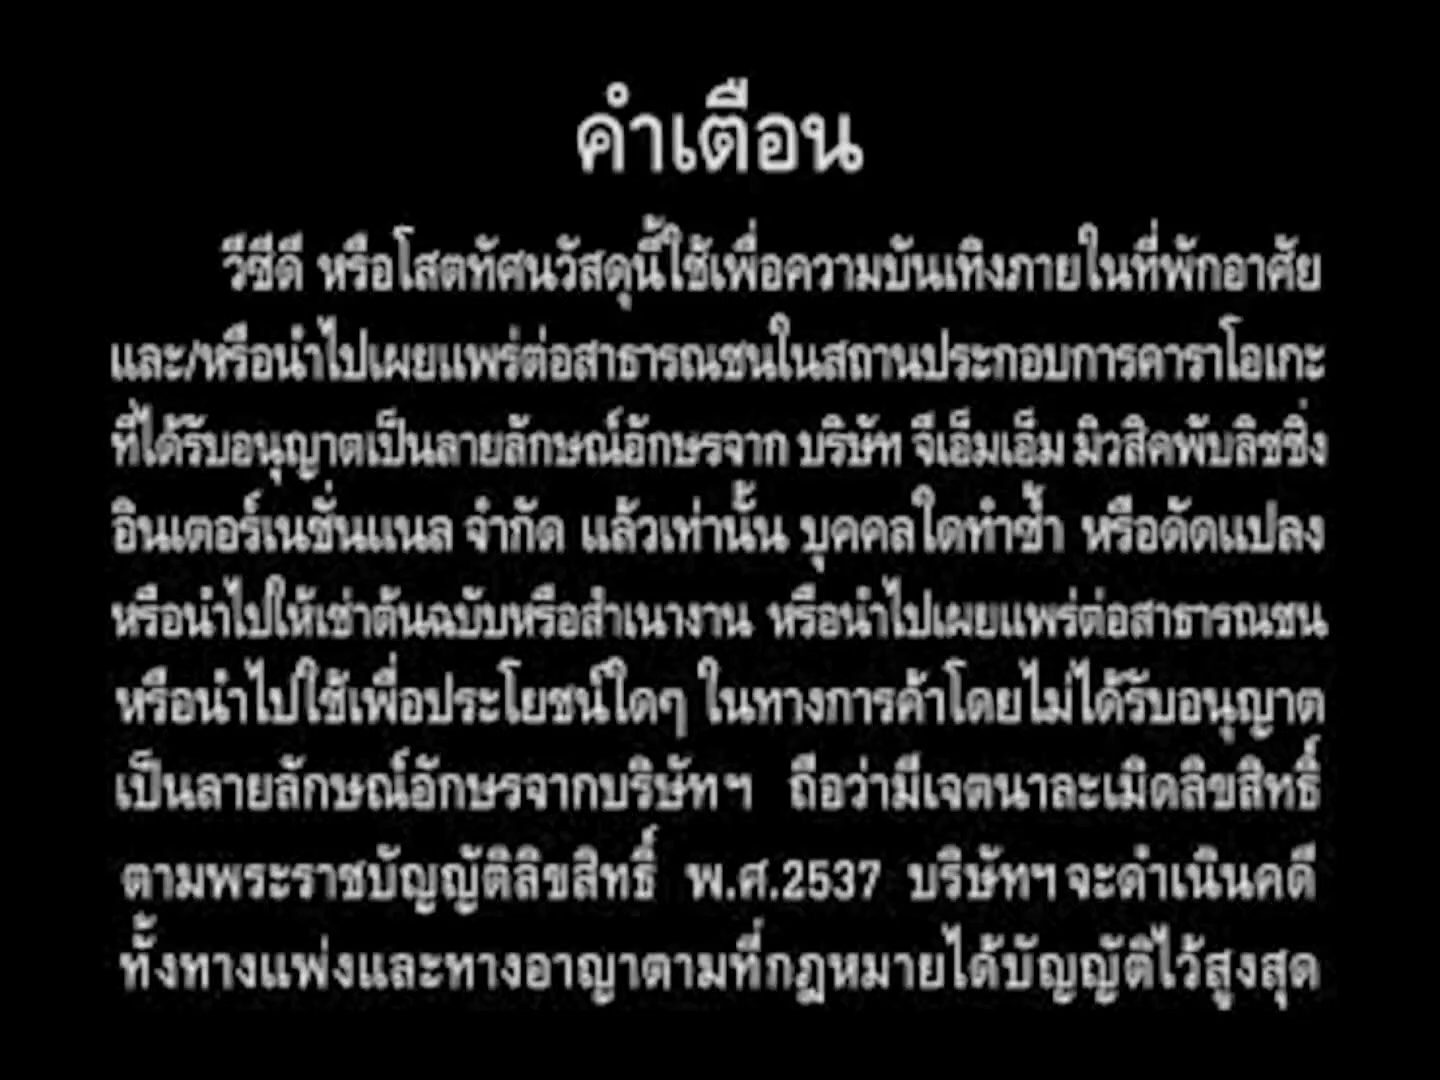 คำเตือน
วีซีดี หรือโสตทัศนวัสดุนี้ใช้เพื่อความบันเทิงภายในที่พักอาศัย
และ/หรือนำไปเผยแพร่ต่อสาธารณชนในสถานประกอบการคาราโอเกะ
ที่ได้รับอนุญาตเป็นลายลักษณ์อักษรจาก บริษัท จีเอ็มเอ็ม มิวสิคพับลิชชิ่ง
อินเตอร์เนชั่นแนล จำกัด แล้วเท่านั้น บุคคลใดทำซ้ำ หรือดัดแปลง
หรือนำไปให้เช่าต้นฉบับหรือสำเนางาน หรือนำไปเผยแพร่ต่อสาธารณชน
หรือนำไปใช้เพื่อประโยชน์ใดๆ ในทางการค้าโดยไม่ได้รับอนุญาต
เป็นลายลักษณ์อักษรจากบริษัทฯ ถือว่ามีเจตนาละเมิดลิขสิทธิ์
ตามพระราชบัญญัติลิขสิทธิ์ พ.ศ.2537 บริษัทฯ จะดำเนินคดี
ทั้งทางแพ่งและทางอาญาตามที่กฎหมายได้บัญญัติไว้สูงสุด